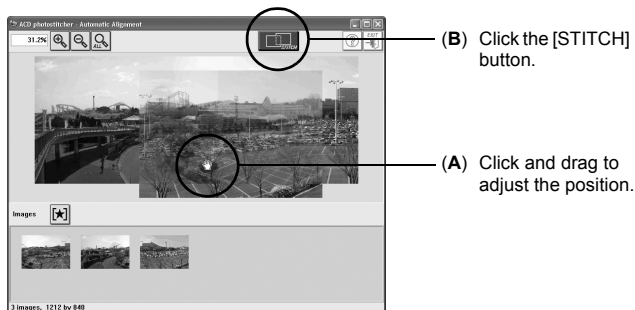 ACD photostitcher - Automatic Alignment
31.2%
ALL
STITCH
?
EXIT
(B) Click the [STITCH]
button.
(A) Click and drag to
adjust the position.
Images
3 images, 1212 by 840